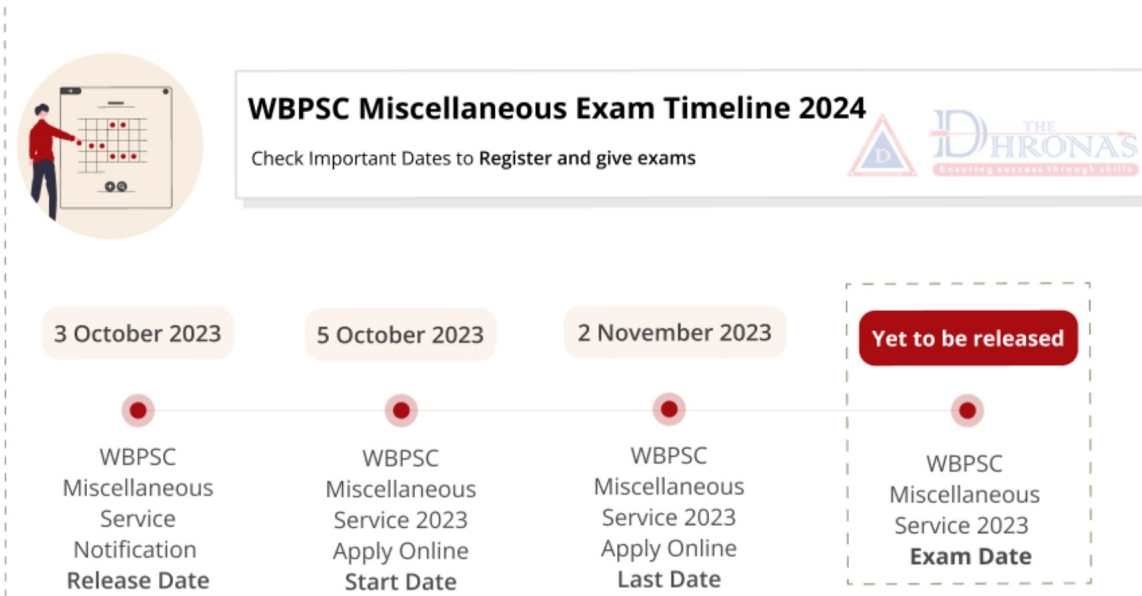 WBPSC Miscellaneous Exam Timeline 2024
Check Important Dates to Register and give exams
D
THE
DHRONAS
Ensuring success through skills
3 October 2023
WBPSC
Miscellaneous
Service
Notification
Release Date
5 October 2023
WBPSC
Miscellaneous
Service 2023
Apply Online
Start Date
2 November 2023
WBPSC
Miscellaneous
Service 2023
Apply Online
Last Date
Yet to be released
WBPSC
Miscellaneous
Service 2023
Exam Date